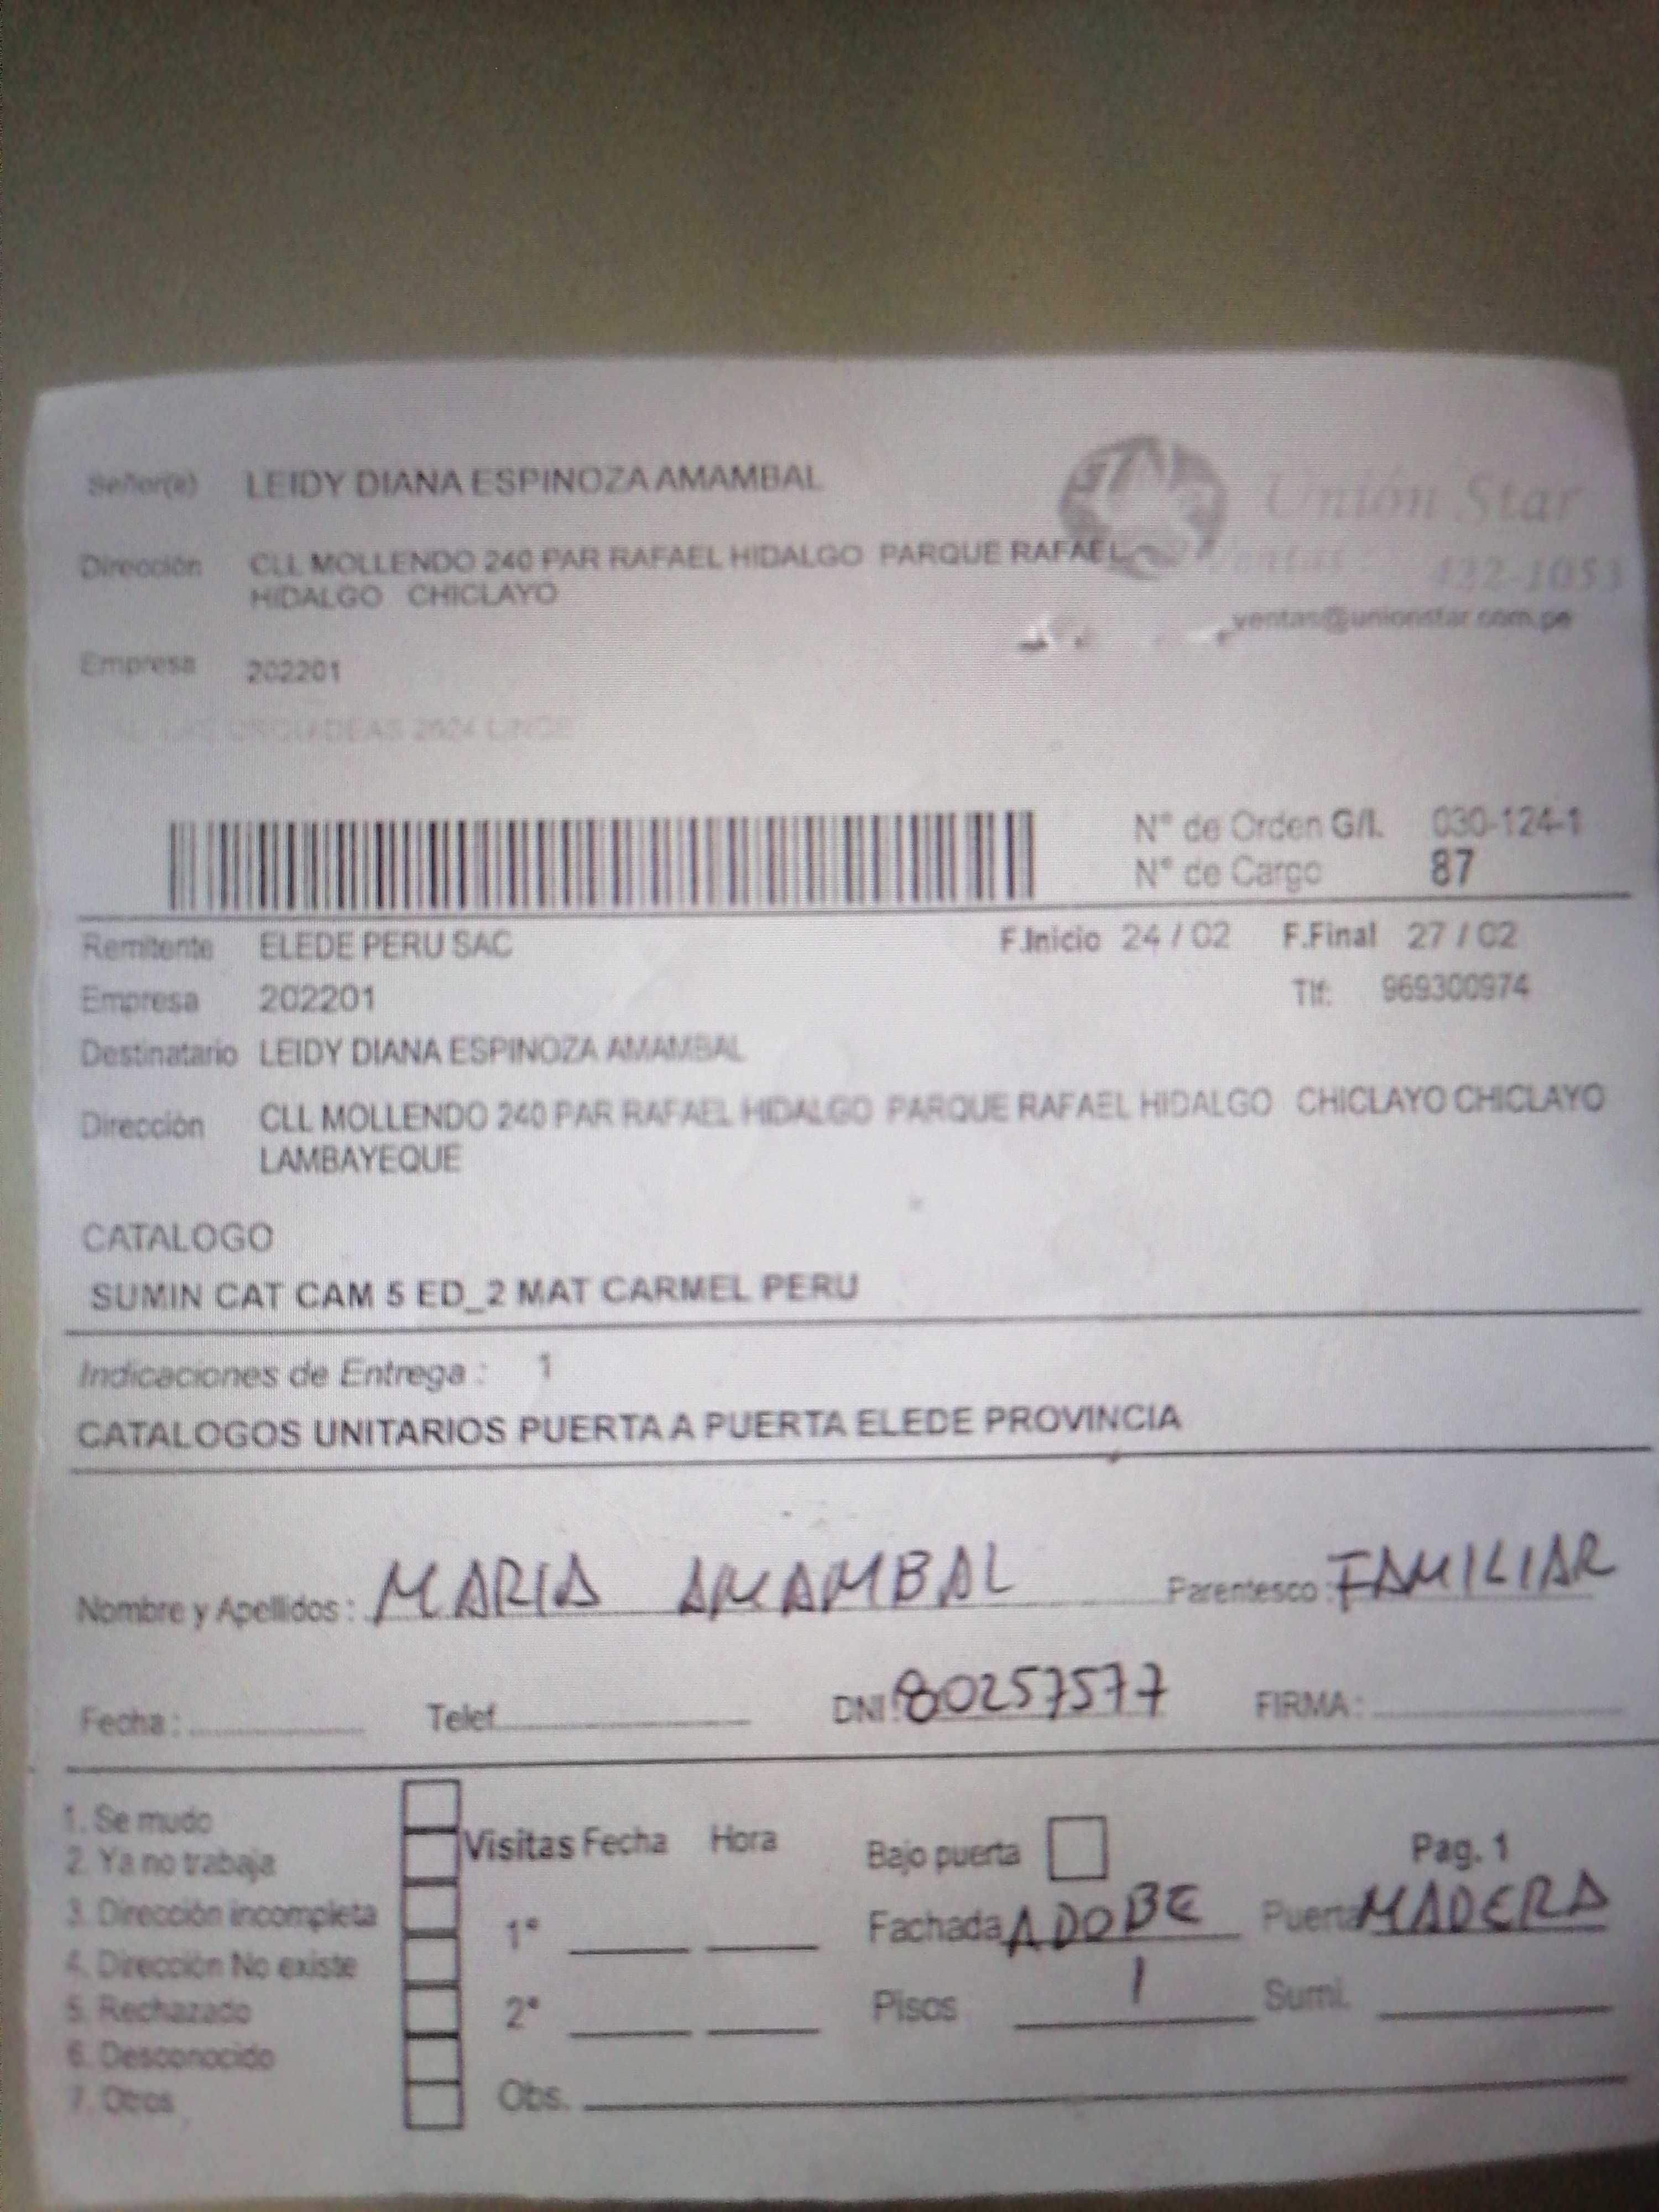 Señor(a) LEIDY DIANA ESPINOZA AMAMBAL
Unión Star
Dirección CLL MOLLENDO 240 PAR RAFAEL HIDALGO PARQUE RAFAEL
HIDALGO CHICLAYO
422-1053
ventas@unionstar.com.pe
Empresa 202201
N° de Orden G/L 030-124-1
N° de Cargo 87
Remitente ELEDE PERU SAC F.Inicio 24 / 02 F.Final 27 / 02
Empresa 202201 Tlf: 969300974
Destinatario LEIDY DIANA ESPINOZA AMAMBAL
Dirección CLL MOLLENDO 240 PAR RAFAEL HIDALGO PARQUE RAFAEL HIDALGO CHICLAYO CHICLAYO
LAMBAYEQUE
CATALOGO
SUMIN CAT CAM 5 ED_2 MAT CARMEL PERU
Indicaciones de Entrega : 1
CATALOGOS UNITARIOS PUERTA A PUERTA ELEDE PROVINCIA
Nombre y Apellidos : MARIA AMAMBAL Parentesco : FAMILIAR
Fecha : Telef. DNI: 80257577 FIRMA :
1. Se mudo
2. Ya no trabaja
3. Dirección incompleta
4. Dirección No existe
5. Rechazado
6. Desconocido
7. Otros
Visitas Fecha Hora
1°
2°
Obs.
Bajo puerta Pag. 1
Fachada ADOBE Puerta MADERA
Pisos 1 Sumi.